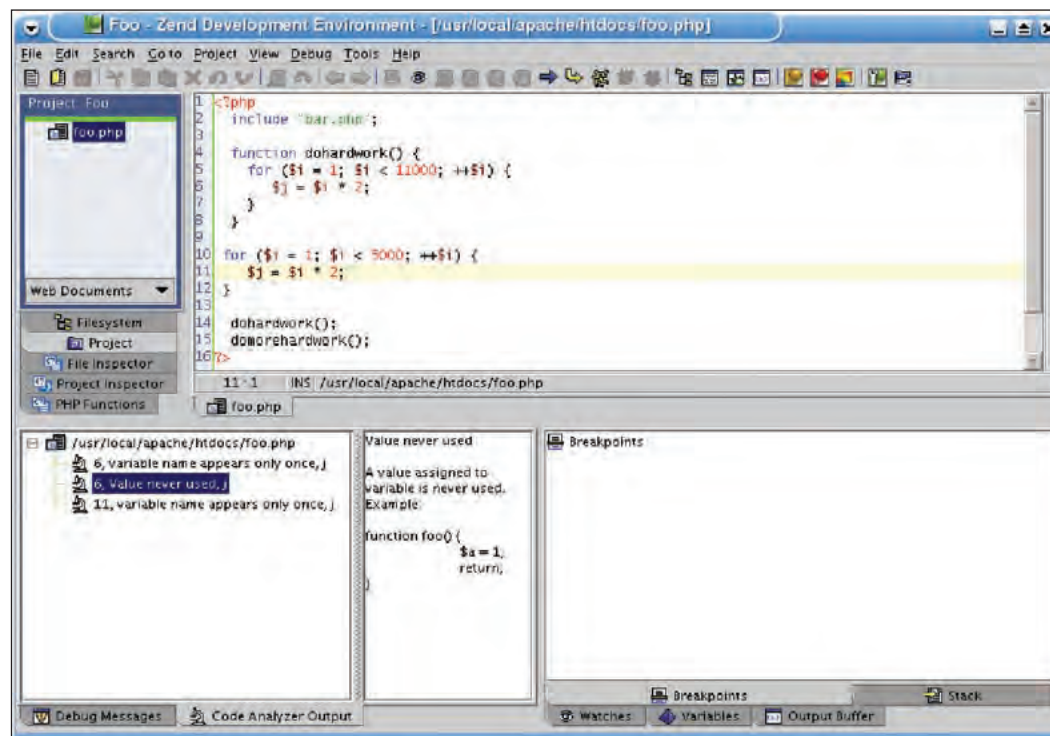 Foo - Zend Development Environment - [/usr/local/apache/htdocs/foo.php]
File Edit Search Goto Project View Debug Tools Help
Project: Foo
foo.php
Web Documents
Filesystem
Project
File Inspector
Project Inspector
PHP Functions
1 <?php
2 include 'bar.php';
3
4 function dohardwork() {
5 for ($i = 1; $i < 11000; ++$i) {
6 $j = $i * 2;
7 }
8 }
9
10 for ($i = 1; $i < 5000; ++$i) {
11 $j = $i * 2;
12 }
13
14 dohardwork();
15 domorehardwork();
16 ?>
11:1 INS /usr/local/apache/htdocs/foo.php
foo.php
/usr/local/apache/htdocs/foo.php
6, variable name appears only once, j
6, Value never used, j
11, variable name appears only once, j
Value never used
A value assigned to
variable is never used.
Example:
function foo() {
$a = 1;
return;
}
Breakpoints
Breakpoints Stack
Debug Messages Code Analyzer Output
Watches Variables Output Buffer